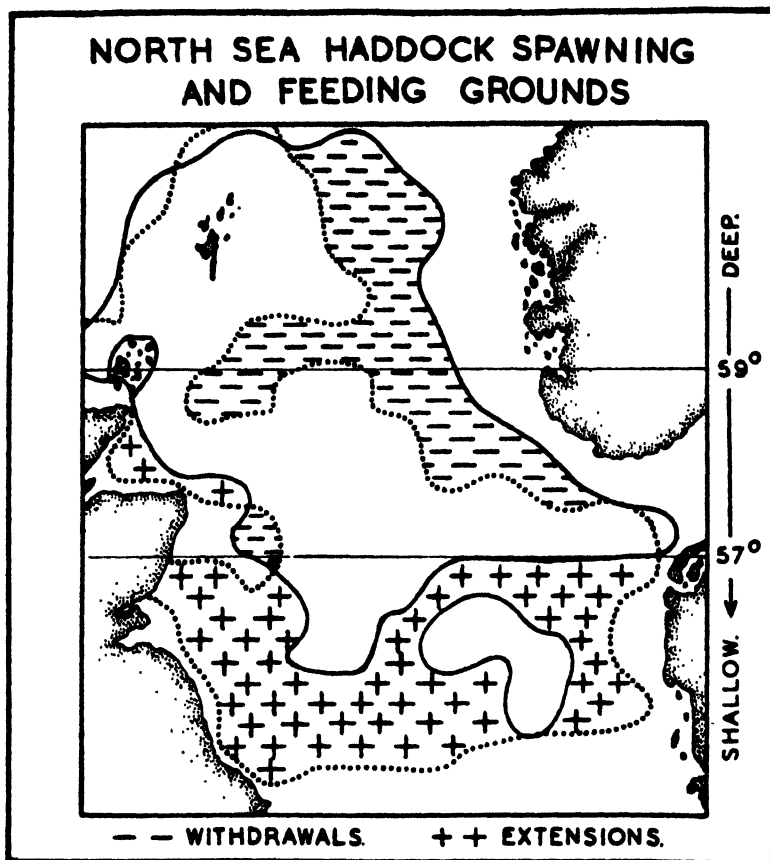 NORTH SEA HADDOCK SPAWNING
AND FEEDING GROUNDS
DEEP.
59°
57°
SHALLOW.
— — WITHDRAWALS. + + EXTENSIONS.